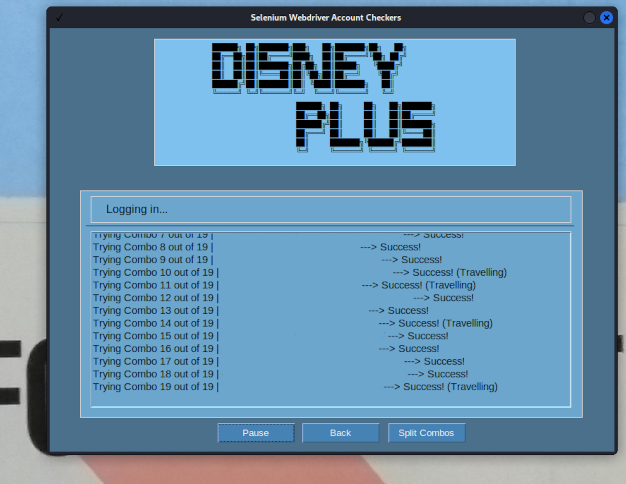 Selenium Webdriver Account Checkers
DISNEY
PLUS
Logging in...
Trying Combo 7 out of 19 | ---> Success!
Trying Combo 8 out of 19 | ---> Success!
Trying Combo 9 out of 19 | ---> Success!
Trying Combo 10 out of 19 | ---> Success! (Travelling)
Trying Combo 11 out of 19 | ---> Success! (Travelling)
Trying Combo 12 out of 19 | ---> Success!
Trying Combo 13 out of 19 | ---> Success!
Trying Combo 14 out of 19 | ---> Success! (Travelling)
Trying Combo 15 out of 19 | ---> Success!
Trying Combo 16 out of 19 | ---> Success!
Trying Combo 17 out of 19 | ---> Success!
Trying Combo 18 out of 19 | ---> Success!
Trying Combo 19 out of 19 | ---> Success! (Travelling)
Pause Back Split Combos